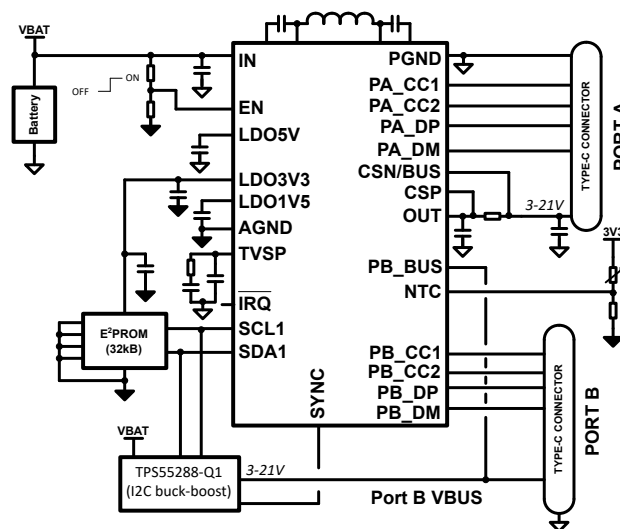 VBAT
ON
OFF
Battery
IN
EN
LDO5V
LDO3V3
LDO1V5
AGND
TVSP
IRQ
SCL1
SDA1
SYNC
PGND
PA_CC1
PA_CC2
PA_DP
PA_DM
CSN/BUS
CSP
OUT
3-21V
PB_BUS
NTC
PB_CC1
PB_CC2
PB_DP
PB_DM
TYPE-C CONNECTOR
PORT A
3V3
TYPE-C CONNECTOR
PORT B
E²PROM
(32kB)
VBAT
TPS55288-Q1
(I2C buck-boost)
3-21V
Port B VBUS